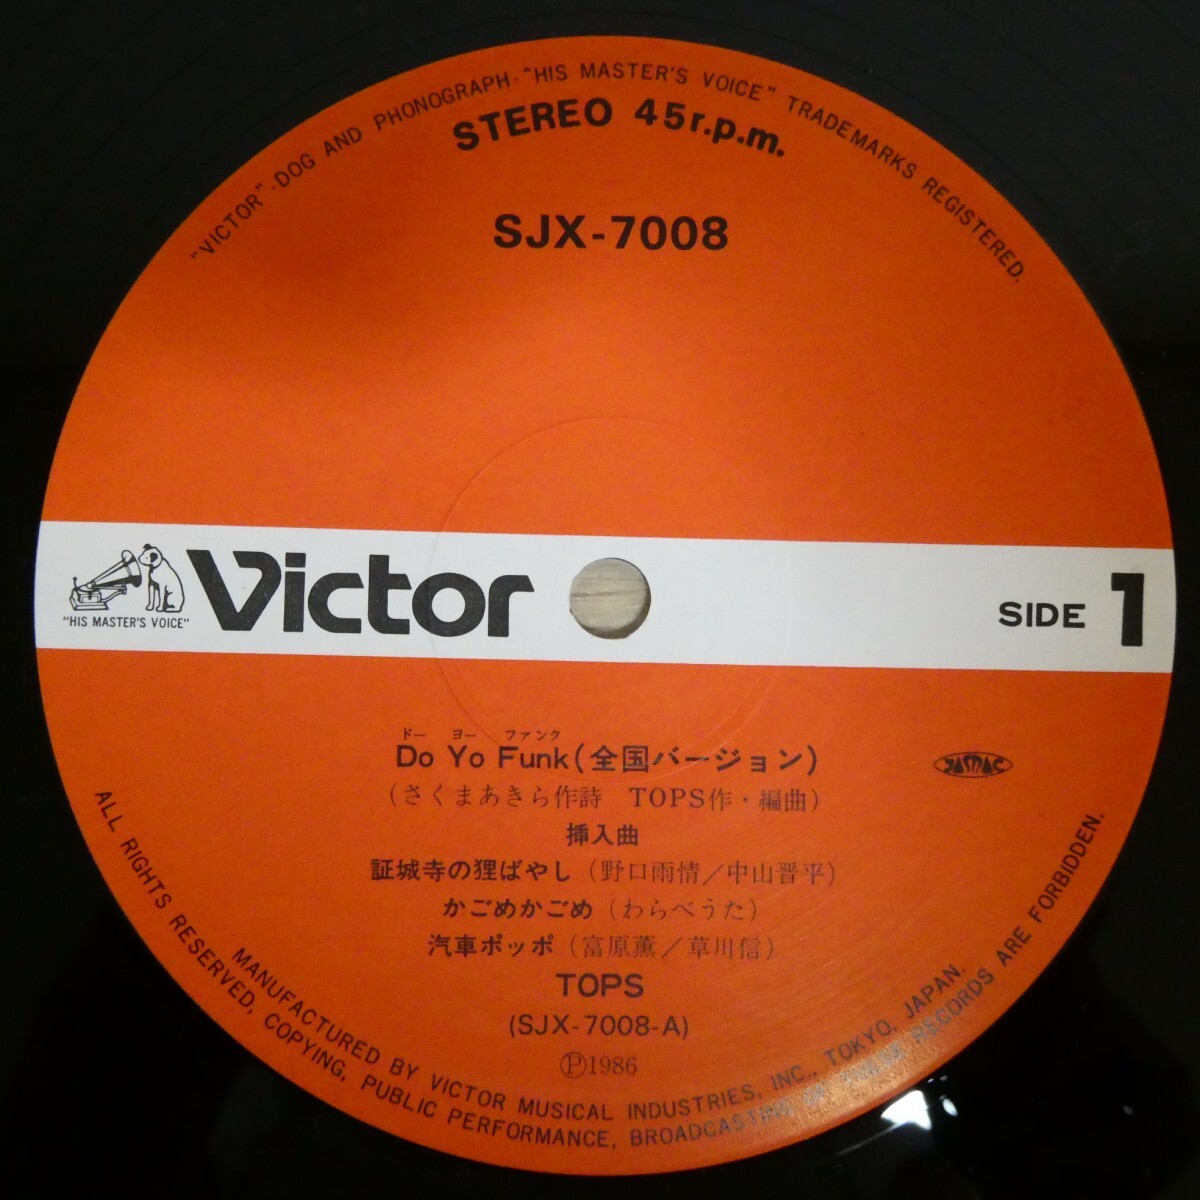 "VICTOR"-DOG AND PHONOGRAPH-"HIS MASTER'S VOICE" TRADEMARKS REGISTERED.
STEREO 45r.p.m.
SJX-7008
"HIS MASTER'S VOICE"
Victor
SIDE 1
ドー ヨー ファンク
Do Yo Funk(全国バージョン)
(さくまあきら作詩 TOPS作・編曲)
JASRAC
挿入曲
証城寺の狸ばやし(野口雨情/中山晋平)
かごめかごめ(わらべうた)
汽車ポッポ(富原薫/草川信)
TOPS
(SJX-7008-A)
Ⓟ1986
MANUFACTURED BY VICTOR MUSICAL INDUSTRIES, INC., TOKYO, JAPAN.
ALL RIGHTS RESERVED, COPYING, PUBLIC PERFORMANCE, BROADCASTING OF THESE RECORDS ARE FORBIDDEN.